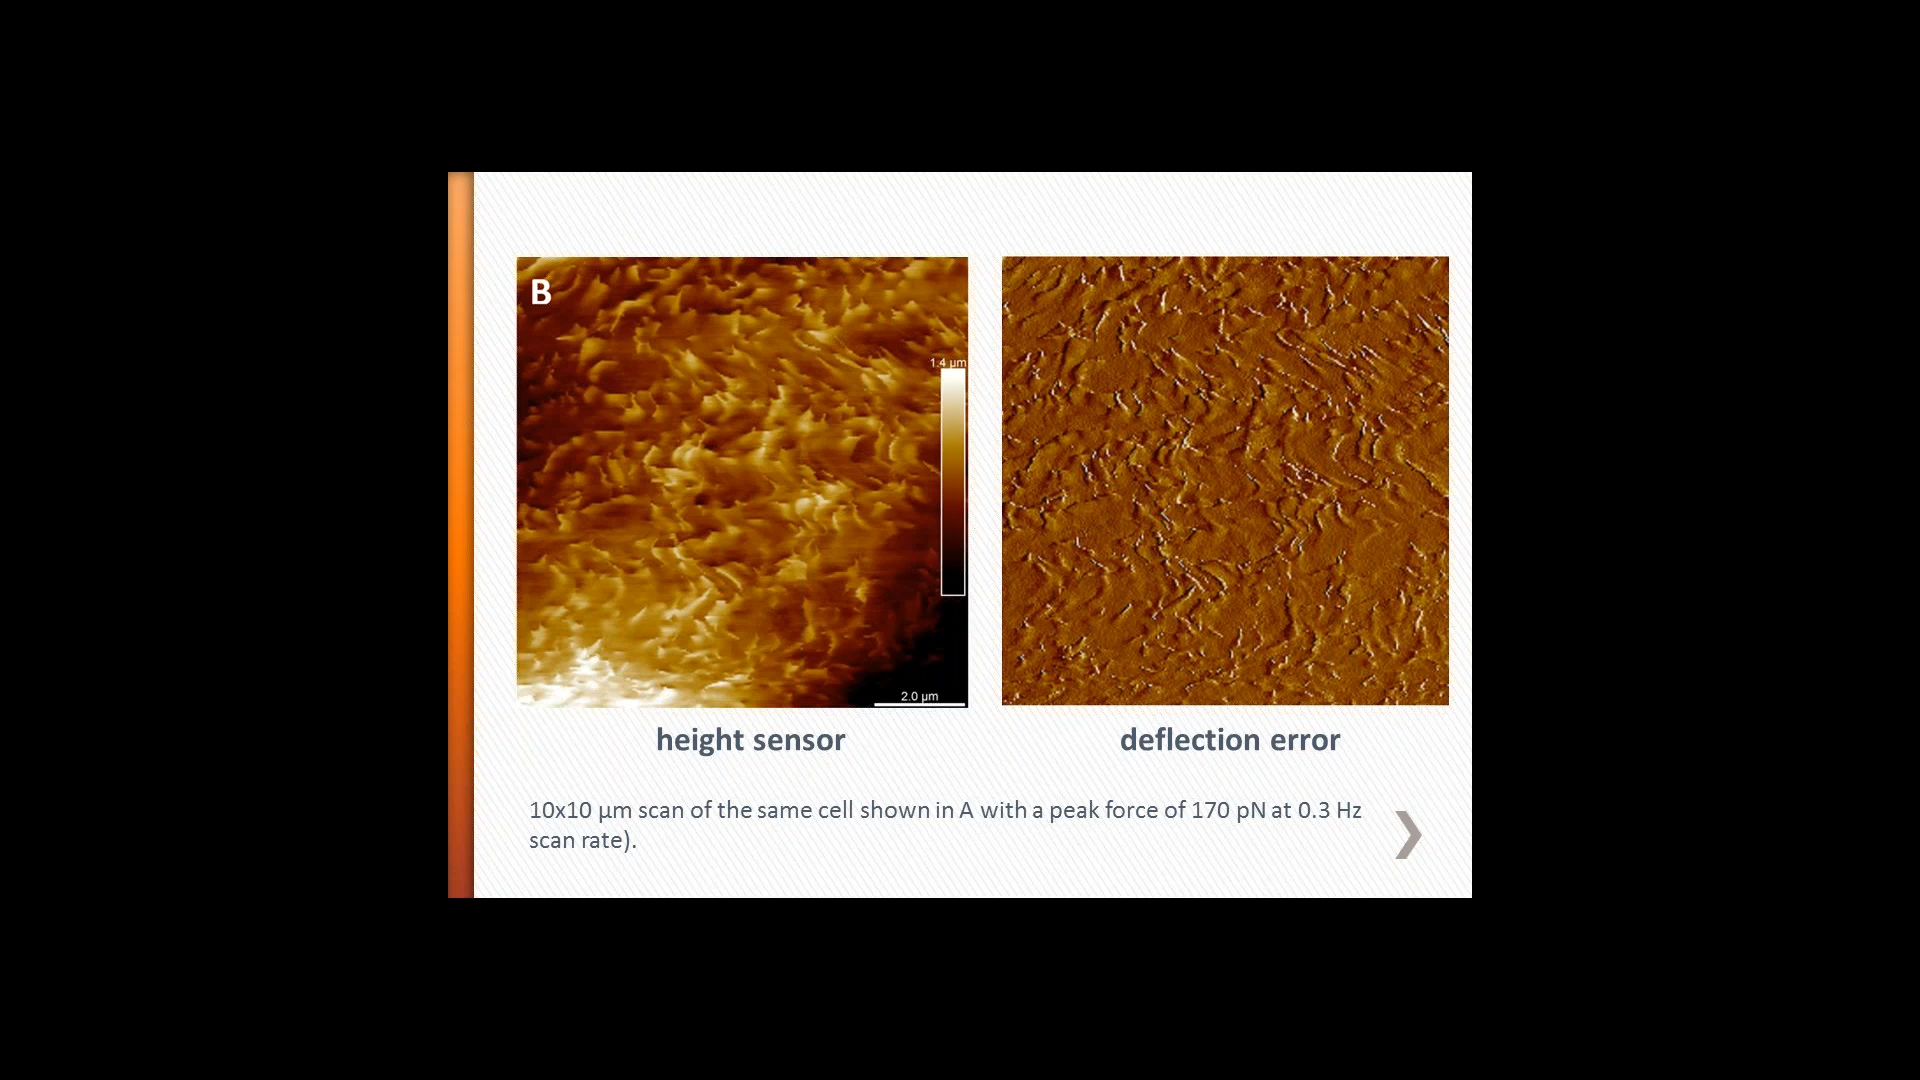 B
1.4 µm
2.0 µm
height sensor
deflection error
10x10 µm scan of the same cell shown in A with a peak force of 170 pN at 0.3 Hz
scan rate).